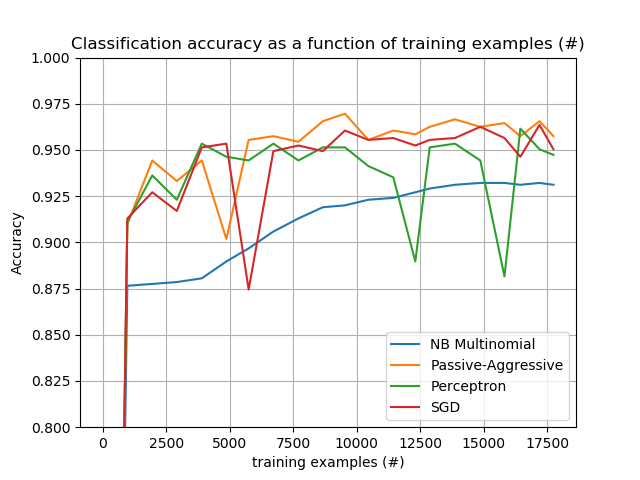 Classification accuracy as a function of training examples (#)
1.000
0.975
0.950
0.925
0.900
0.875
0.850
0.825
0.800
Accuracy
NB Multinomial
Passive-Aggressive
Perceptron
SGD
0 2500 5000 7500 10000 12500 15000 17500
training examples (#)